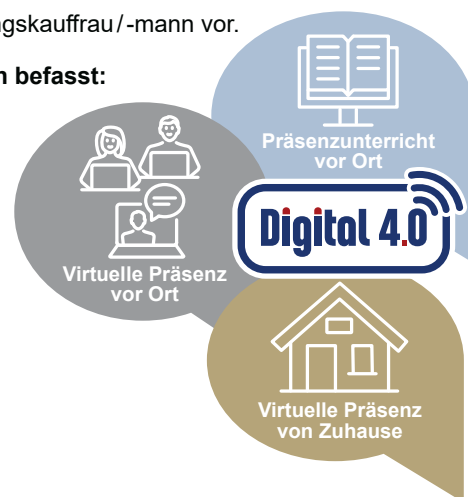 ngskauffrau/-mann vor.
n befasst:
Präsenzunterricht
vor Ort
Digital 4.0
Virtuelle Präsenz
vor Ort
Virtuelle Präsenz
von Zuhause